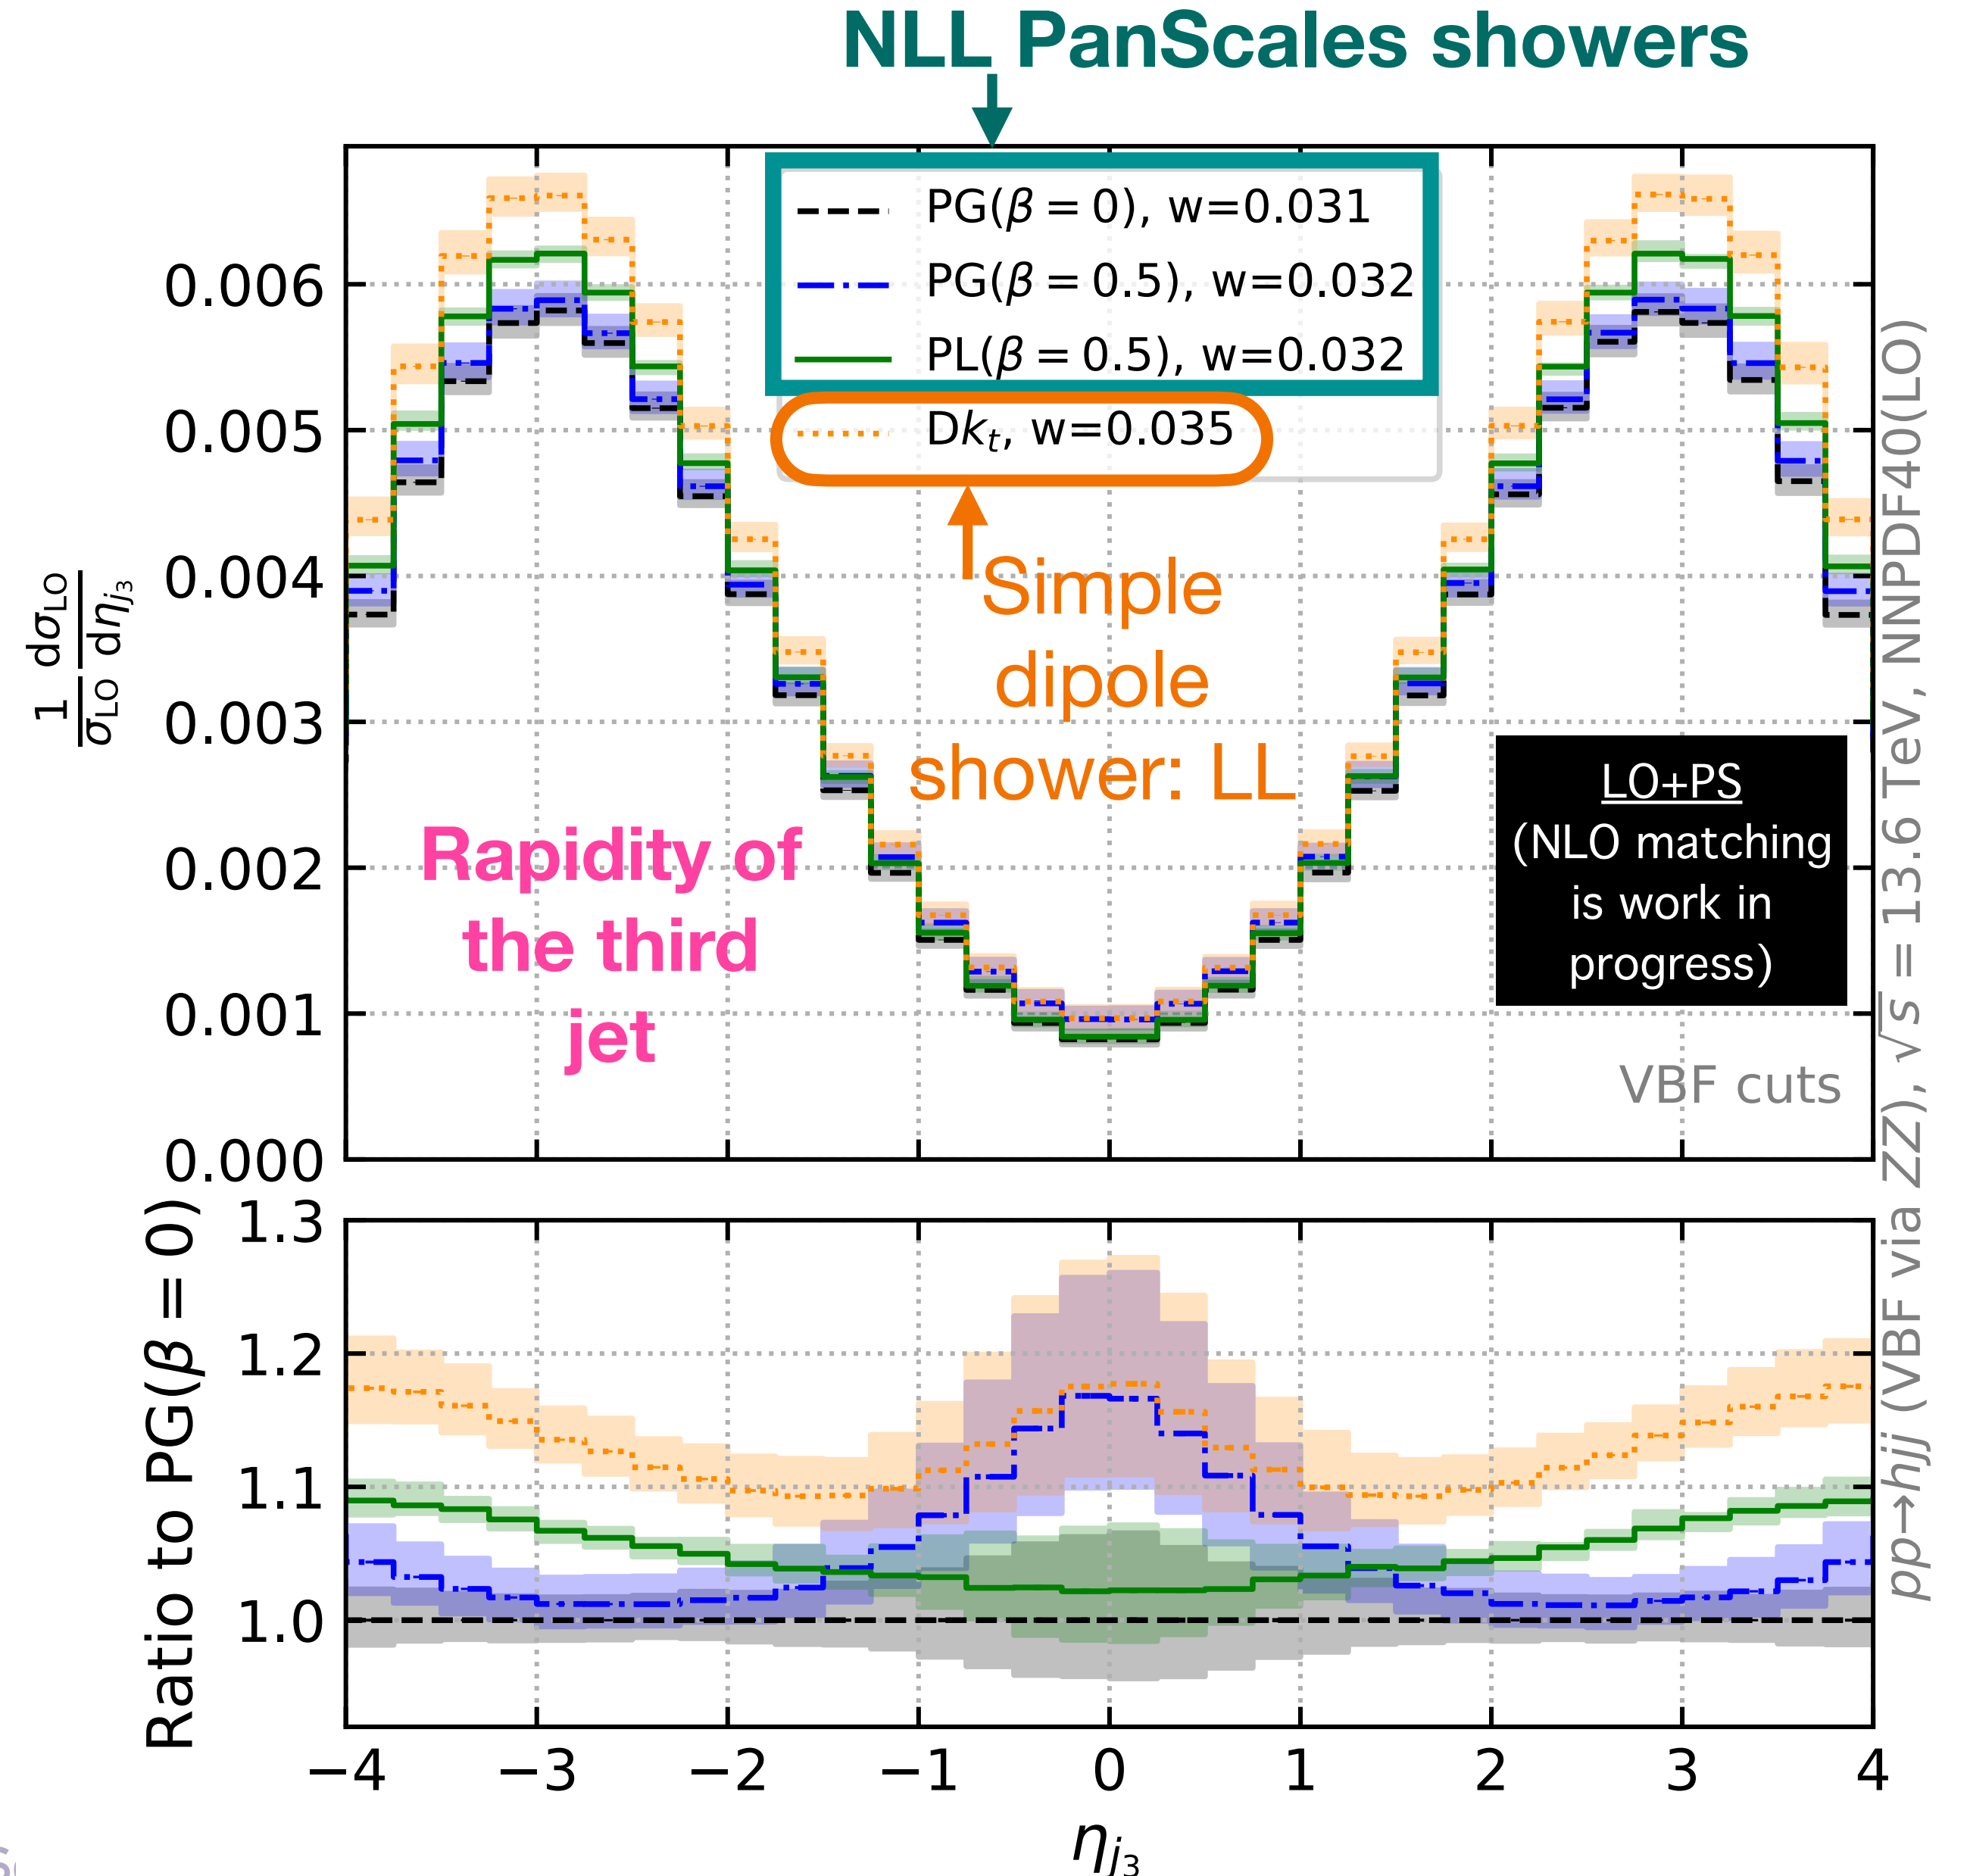 NLL PanScales showers
PG(β = 0), w=0.031
PG(β = 0.5), w=0.032
PL(β = 0.5), w=0.032
Dk_t, w=0.035
Simple
dipole
shower: LL
Rapidity of
the third
jet
LO+PS
(NLO matching
is work in
progress)
VBF cuts
0.006
0.005
0.004
0.003
0.002
0.001
0.000
1/σ_LO dσ_LO/dη_j₃
pp→hjj (VBF via ZZ), √s = 13.6 TeV, NNPDF40(LO)
1.3
1.2
1.1
1.0
Ratio to PG(β = 0)
−4 −3 −2 −1 0 1 2 3 4
η_j₃